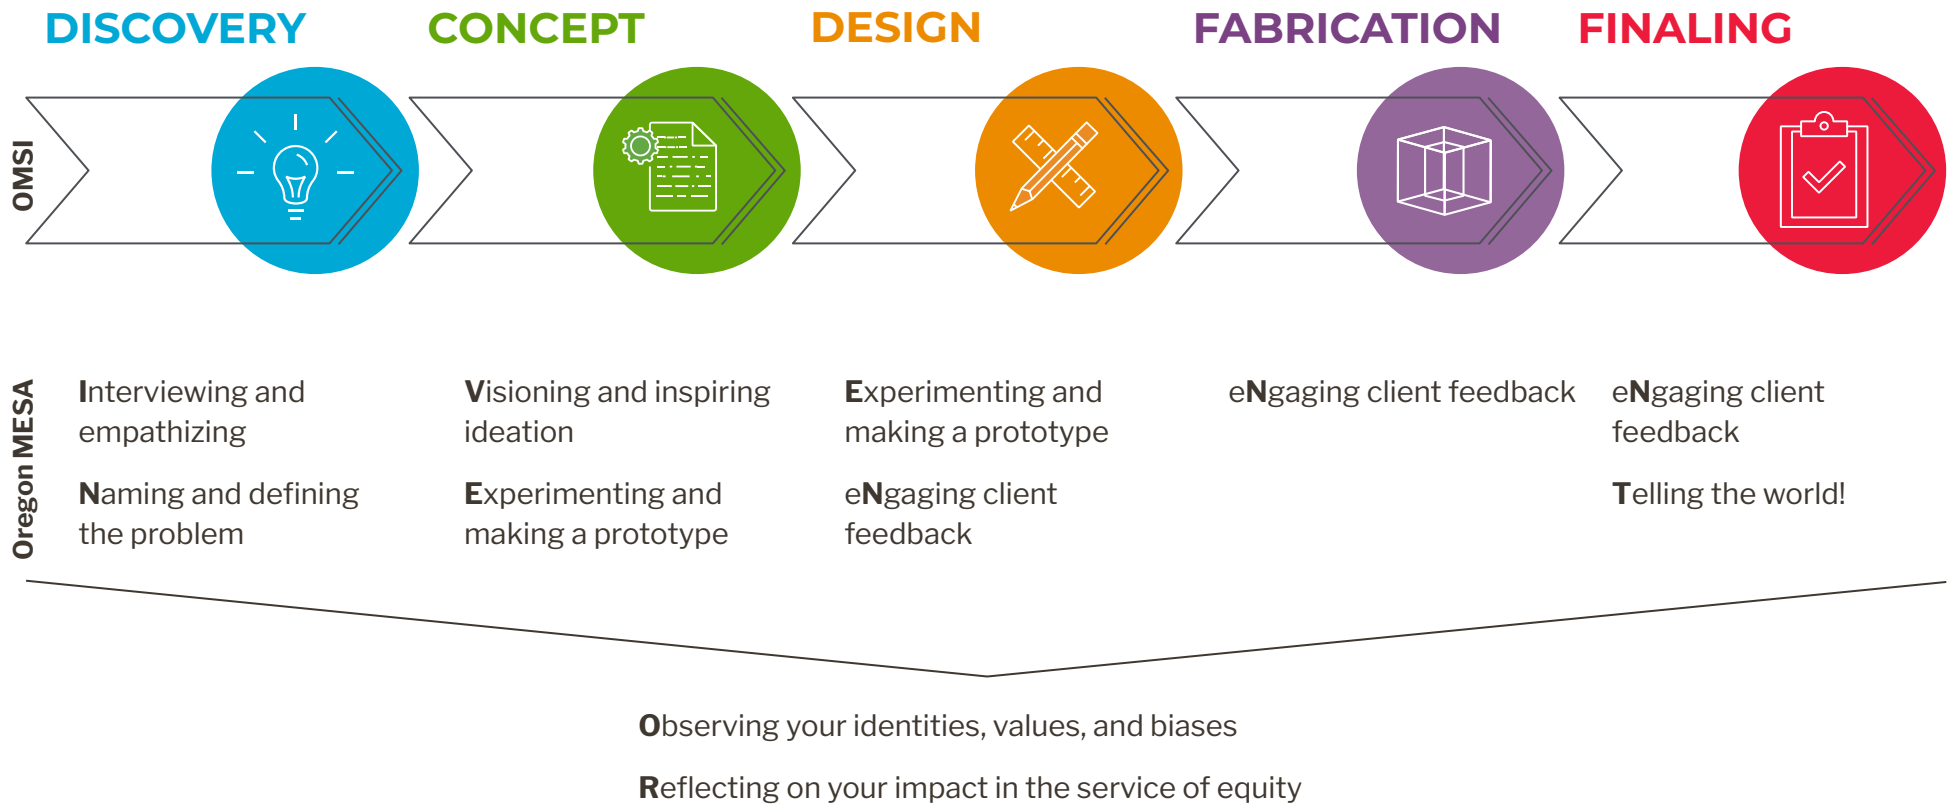 DISCOVERY
CONCEPT
DESIGN
FABRICATION
FINALING
OMSI
Oregon MESA
Interviewing and
empathizing
Naming and defining
the problem
Visioning and inspiring
ideation
Experimenting and
making a prototype
Experimenting and
making a prototype
eNgaging client
feedback
eNgaging client feedback
eNgaging client
feedback
Telling the world!
Observing your identities, values, and biases
Reflecting on your impact in the service of equity